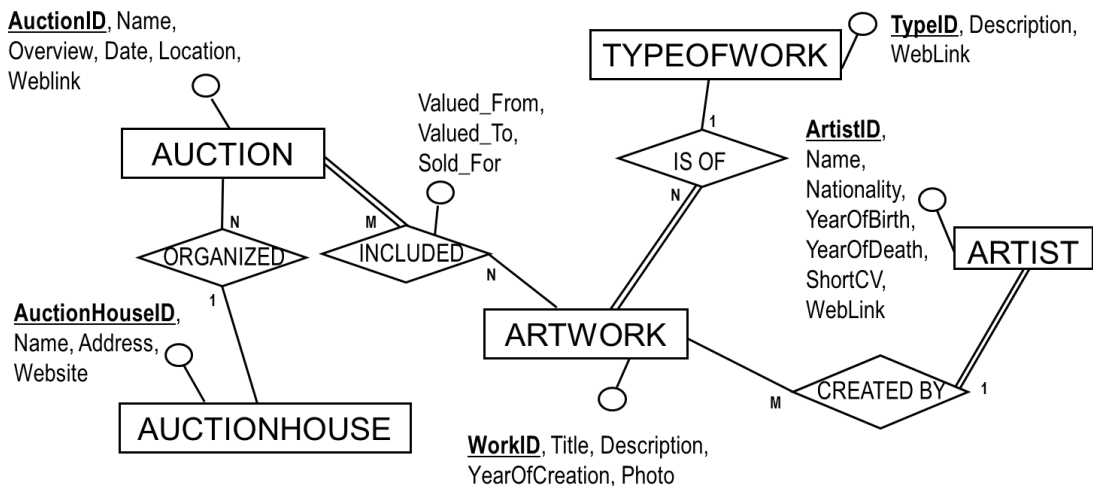 AuctionID, Name,
Overview, Date, Location,
Weblink
AUCTION
N
ORGANIZED
1
AuctionHouseID,
Name, Address,
Website
AUCTIONHOUSE
Valued_From,
Valued_To,
Sold_For
M
INCLUDED
N
TYPEOFWORK
TypeID, Description,
WebLink
1
IS OF
N
ARTWORK
WorkID, Title, Description,
YearOfCreation, Photo
ArtistID,
Name,
Nationality,
YearOfBirth,
YearOfDeath,
ShortCV,
WebLink
ARTIST
M
CREATED BY
1